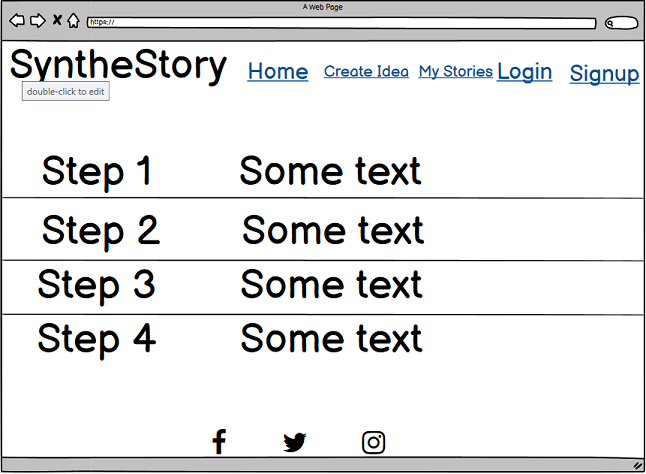 A Web Page
https://
SyntheStory Home Create Idea My Stories Login Signup
double-click to edit
Step 1 Some text
Step 2 Some text
Step 3 Some text
Step 4 Some text